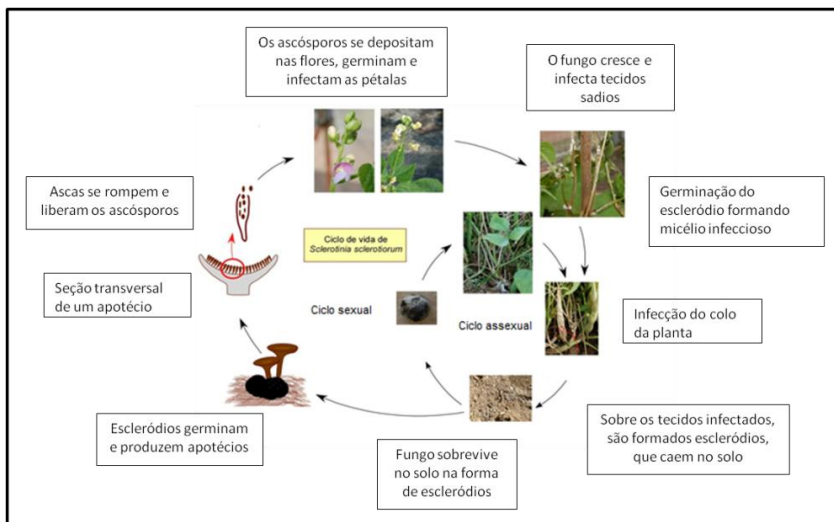 Os ascósporos se depositam
nas flores, germinam e
infectam as pétalas
O fungo cresce e
infecta tecidos
sadios
Ascas se rompem e
liberam os ascósporos
Germinação do
escleródio formando
micélio infeccioso
Ciclo de vida de
Sclerotinia sclerotiorum
Seção transversal
de um apotécio
Ciclo sexual
Ciclo assexual
Infecção do colo
da planta
Escleródios germinam
e produzem apotécios
Fungo sobrevive
no solo na forma
de escleródios
Sobre os tecidos infectados,
são formados escleródios,
que caem no solo